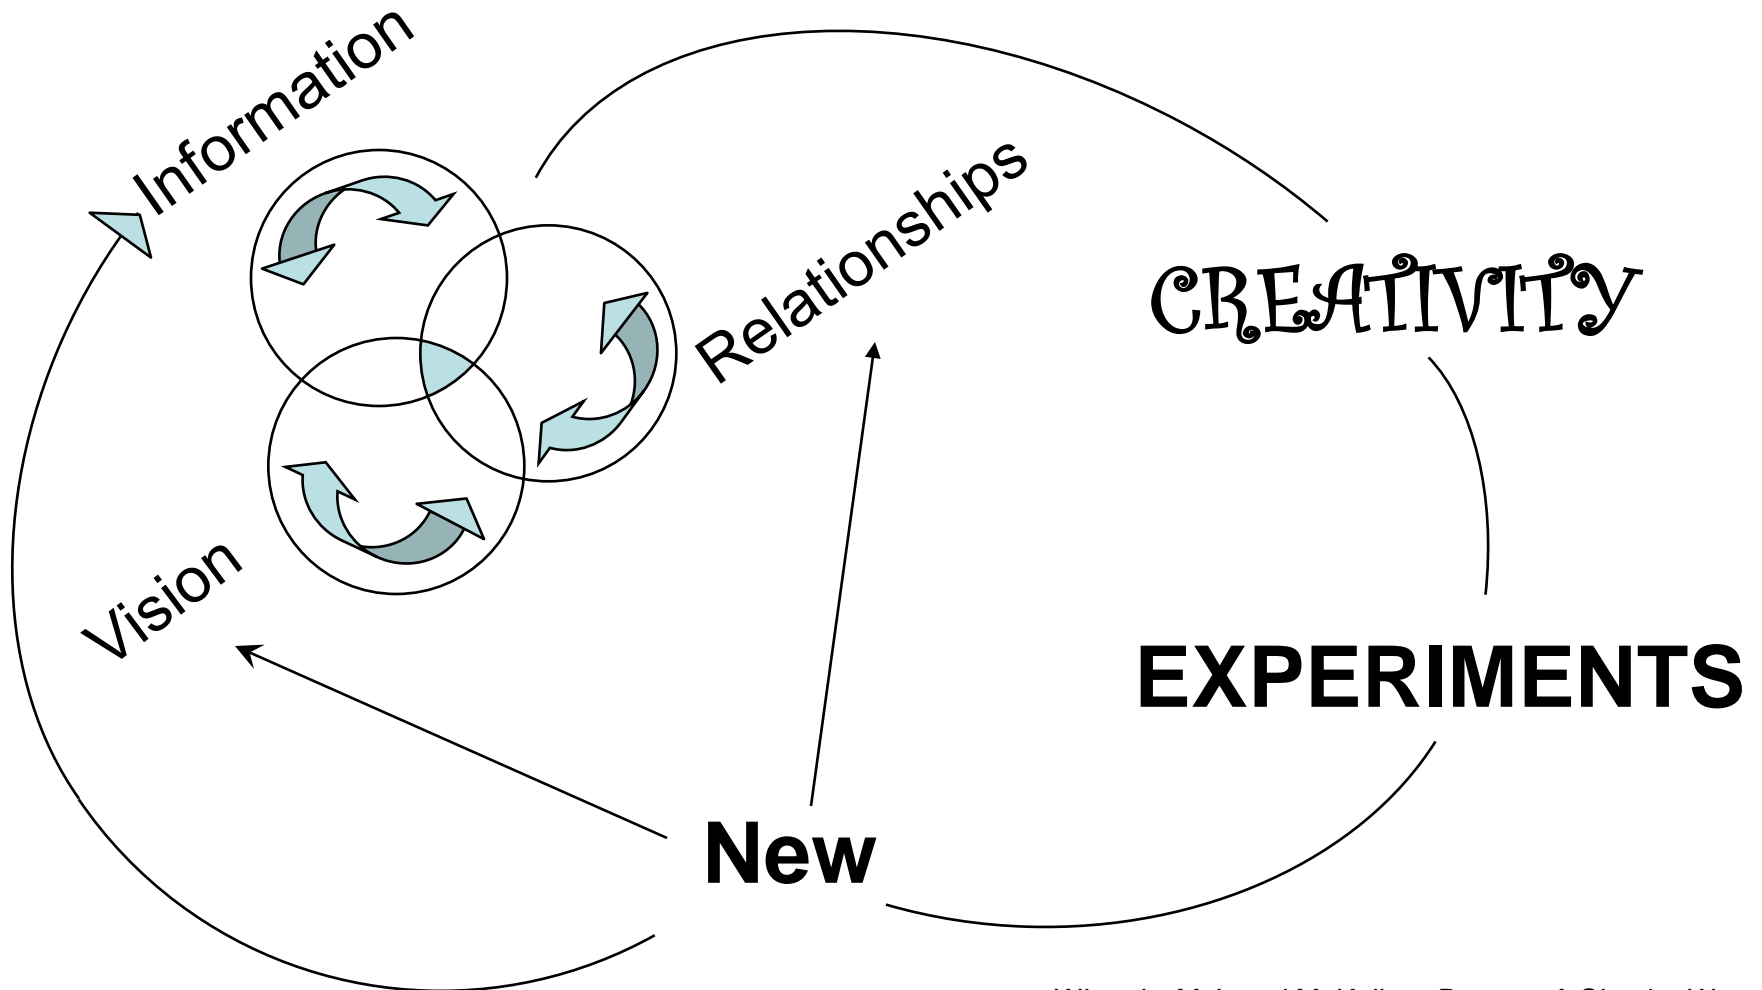 Information
Relationships
CREATIVITY
Vision
EXPERIMENTS
New